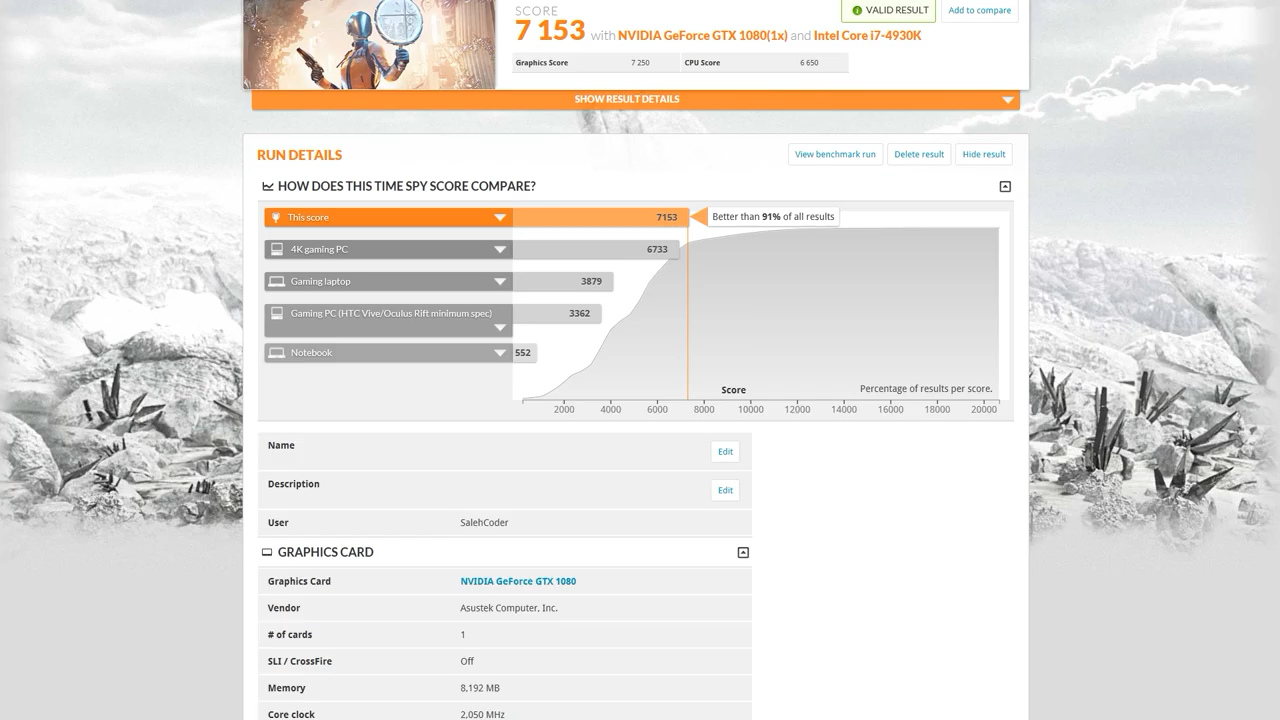 SCORE
7 153 with NVIDIA GeForce GTX 1080(1x) and Intel Core i7-4930K
VALID RESULT
Add to compare
Graphics Score 7 250 CPU Score 6 650
SHOW RESULT DETAILS
RUN DETAILS
View benchmark run
Delete result
Hide result
HOW DOES THIS TIME SPY SCORE COMPARE?
This score 7153
Better than 91% of all results
4K gaming PC 6733
Gaming laptop 3879
Gaming PC (HTC Vive/Oculus Rift minimum spec) 3362
Notebook 552
Score
Percentage of results per score.
2000 4000 6000 8000 10000 12000 14000 16000 18000 20000
Name
Edit
Description
Edit
User SalehCoder
GRAPHICS CARD
Graphics Card NVIDIA GeForce GTX 1080
Vendor Asustek Computer, Inc.
# of cards 1
SLI / CrossFire Off
Memory 8,192 MB
Core clock 2,050 MHz